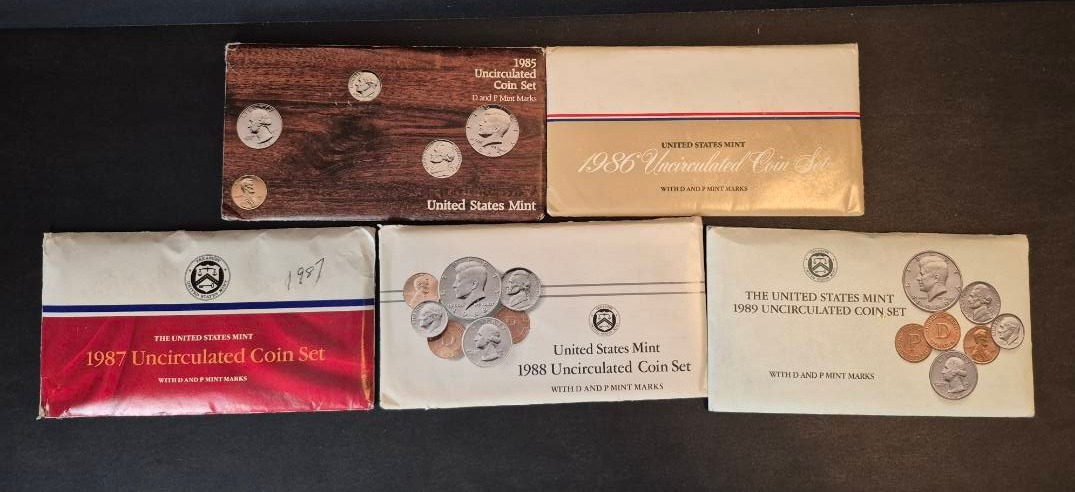 1985
Uncirculated
Coin Set
D and P Mint Marks
United States Mint
UNITED STATES MINT
1986 Uncirculated Coin Set
WITH D AND P MINT MARKS
1987
THE UNITED STATES MINT
1987 Uncirculated Coin Set
WITH D AND P MINT MARKS
D
United States Mint
1988 Uncirculated Coin Set
WITH D AND P MINT MARKS
THE UNITED STATES MINT
1989 UNCIRCULATED COIN SET
P
D
WITH D AND P MINT MARKS